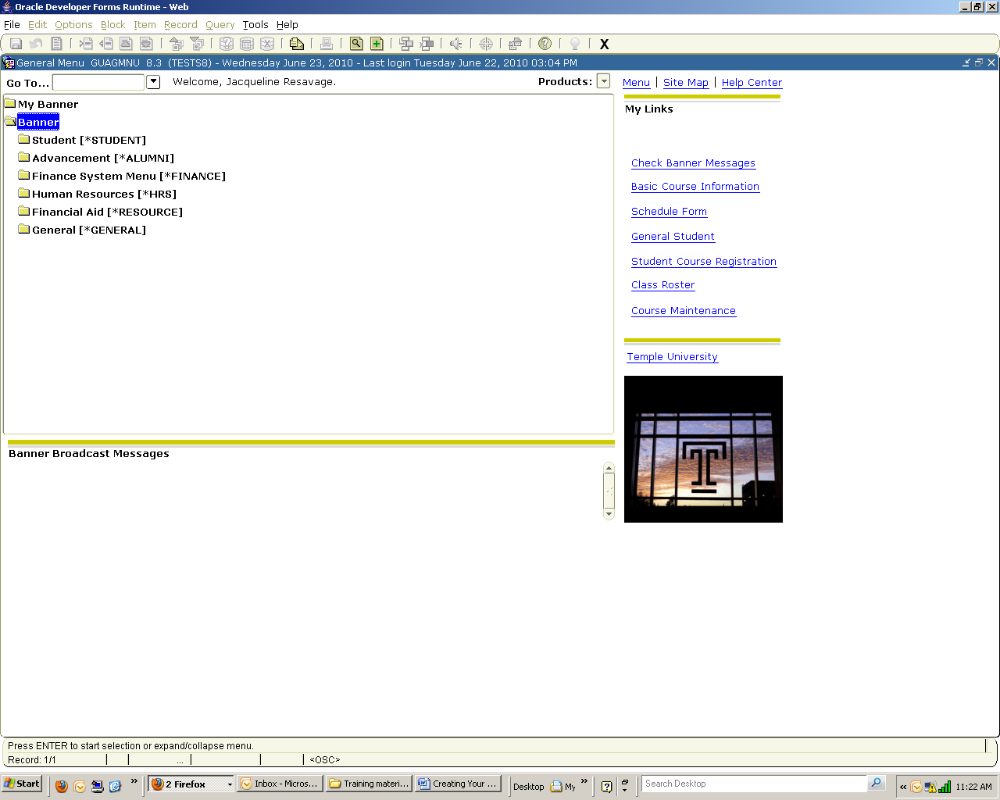 Oracle Developer Forms Runtime - Web
File Edit Options Block Item Record Query Tools Help
X
General Menu GUAGMNU 8.3 (TESTS8) - Wednesday June 23, 2010 - Last login Tuesday June 22, 2010 03:04 PM
Go To... Welcome, Jacqueline Resavage. Products: Menu | Site Map | Help Center
My Banner
Banner
Student [*STUDENT]
Advancement [*ALUMNI]
Finance System Menu [*FINANCE]
Human Resources [*HRS]
Financial Aid [*RESOURCE]
General [*GENERAL]
My Links
Check Banner Messages
Basic Course Information
Schedule Form
General Student
Student Course Registration
Class Roster
Course Maintenance
Temple University
T
Banner Broadcast Messages
Press ENTER to start selection or expand/collapse menu.
Record: 1/1 ... <OSC>
Start » 2 Firefox Inbox - Micros... Training materi... Creating Your ... Desktop My » Search Desktop « 11:22 AM